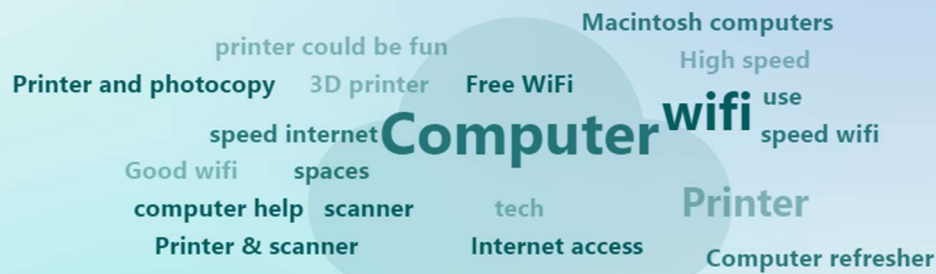 Macintosh computers
printer could be fun
High speed
Printer and photocopy
3D printer
Free WiFi
use
wifi
speed internet
Computer
speed wifi
Good wifi
spaces
computer help
scanner
tech
Printer
Printer & scanner
Internet access
Computer refresher